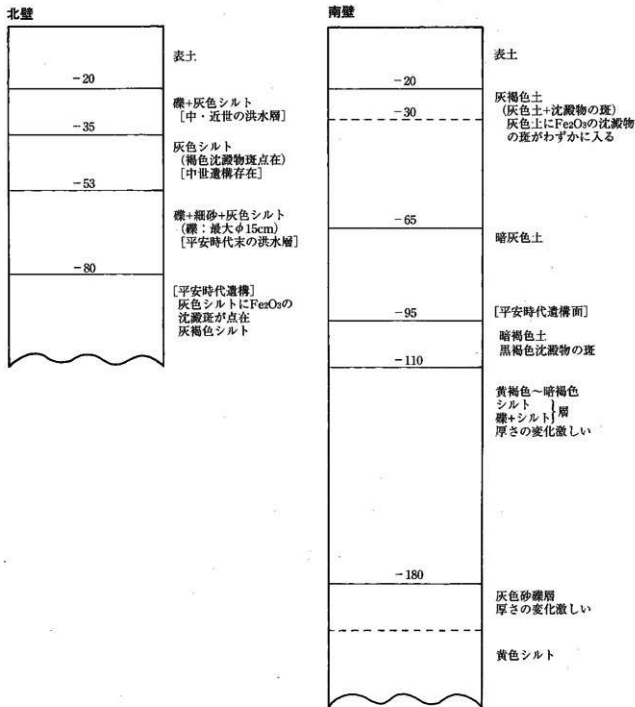 北壁
表土
-20
礫+灰色シルト
[中・近世の洪水層]
-35
灰色シルト
(褐色沈澱物斑点在)
[中世遺構存在]
-53
礫+細砂+灰色シルト
(礫:最大φ15cm)
[平安時代末の洪水層]
-80
[平安時代遺構]
灰色シルトにFe2O3の
沈澱斑が点在
灰褐色シルト
南壁
表土
-20
灰褐色土
(灰色土+沈澱物の斑)
-30
灰色土にFe2O3の沈澱物
の斑がわずかに入る
-65
暗灰色土
-95
[平安時代遺構面]
暗褐色土
黒褐色沈澱物の斑
-110
黄褐色~暗褐色
シルト
礫+シルト}層
厚さの変化激しい
-180
灰色砂礫層
厚さの変化激しい
黄色シルト